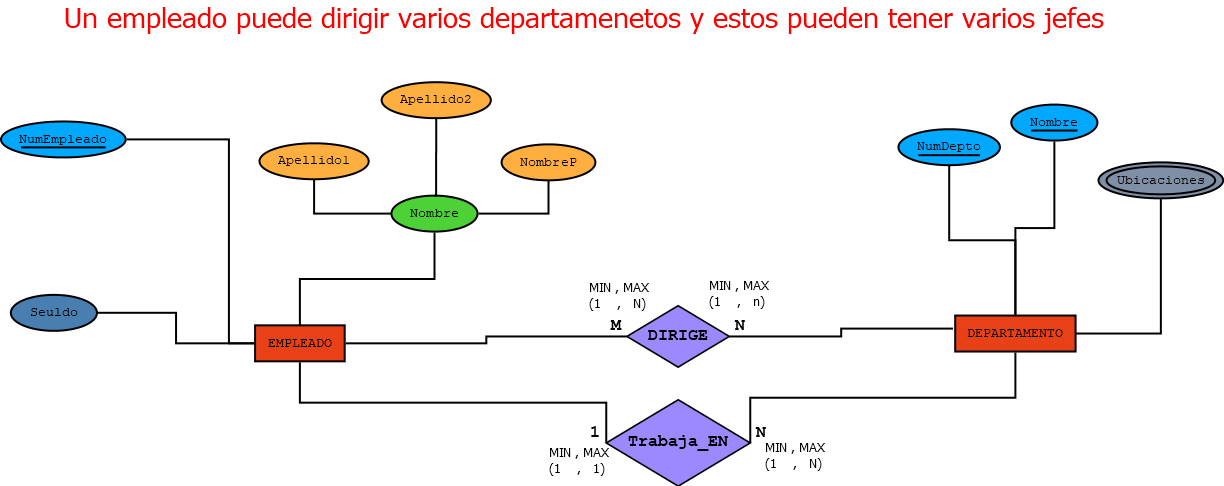 Un empleado puede dirigir varios departamenetos y estos pueden tener varios jefes
Apellido2
NumEmpleado
Apellido1
NombreP
Nombre
Nombre
NumDepto
Ubicaciones
Seuldo
EMPLEADO
MIN , MAX
(1 , N)
MIN , MAX
(1 , n)
M
N
DIRIGE
DEPARTAMENTO
1
N
Trabaja_EN
MIN , MAX
(1 , 1)
MIN , MAX
(1 , N)